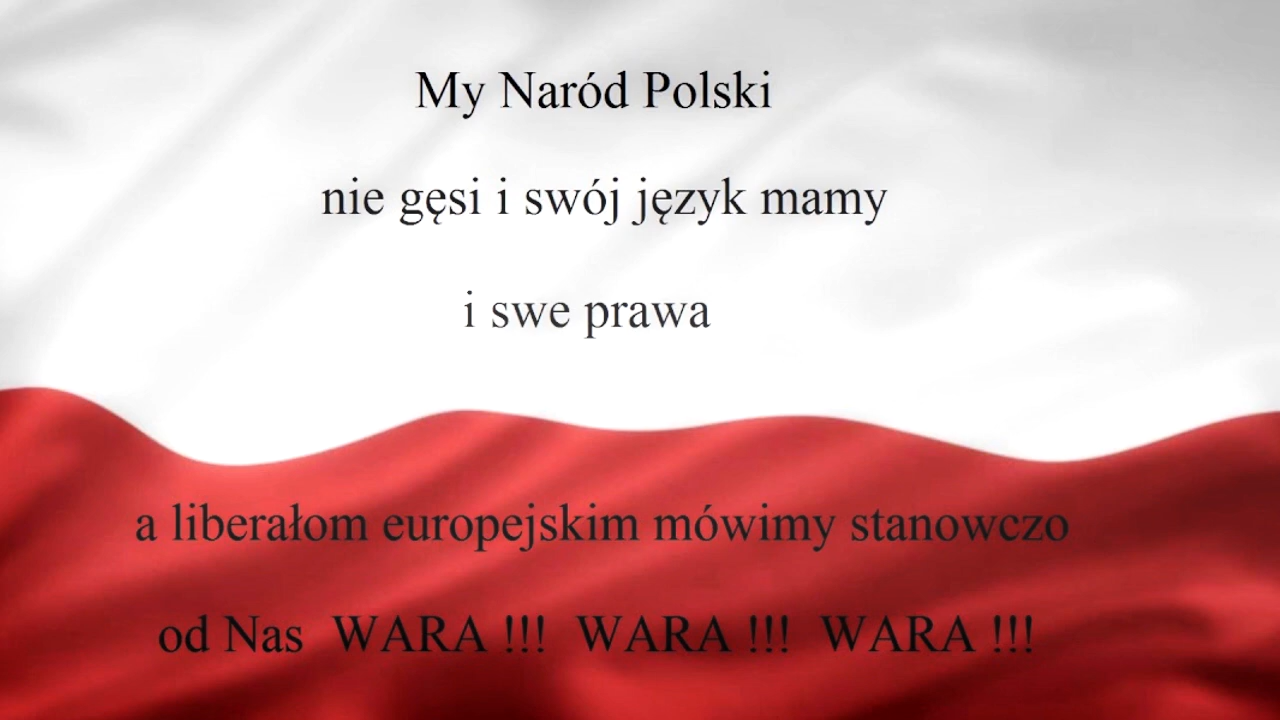 My Naród Polski
nie gęsi i swój język mamy
i swe prawa
a liberałom europejskim mówimy stanowczo
od Nas WARA !!! WARA !!! WARA !!!